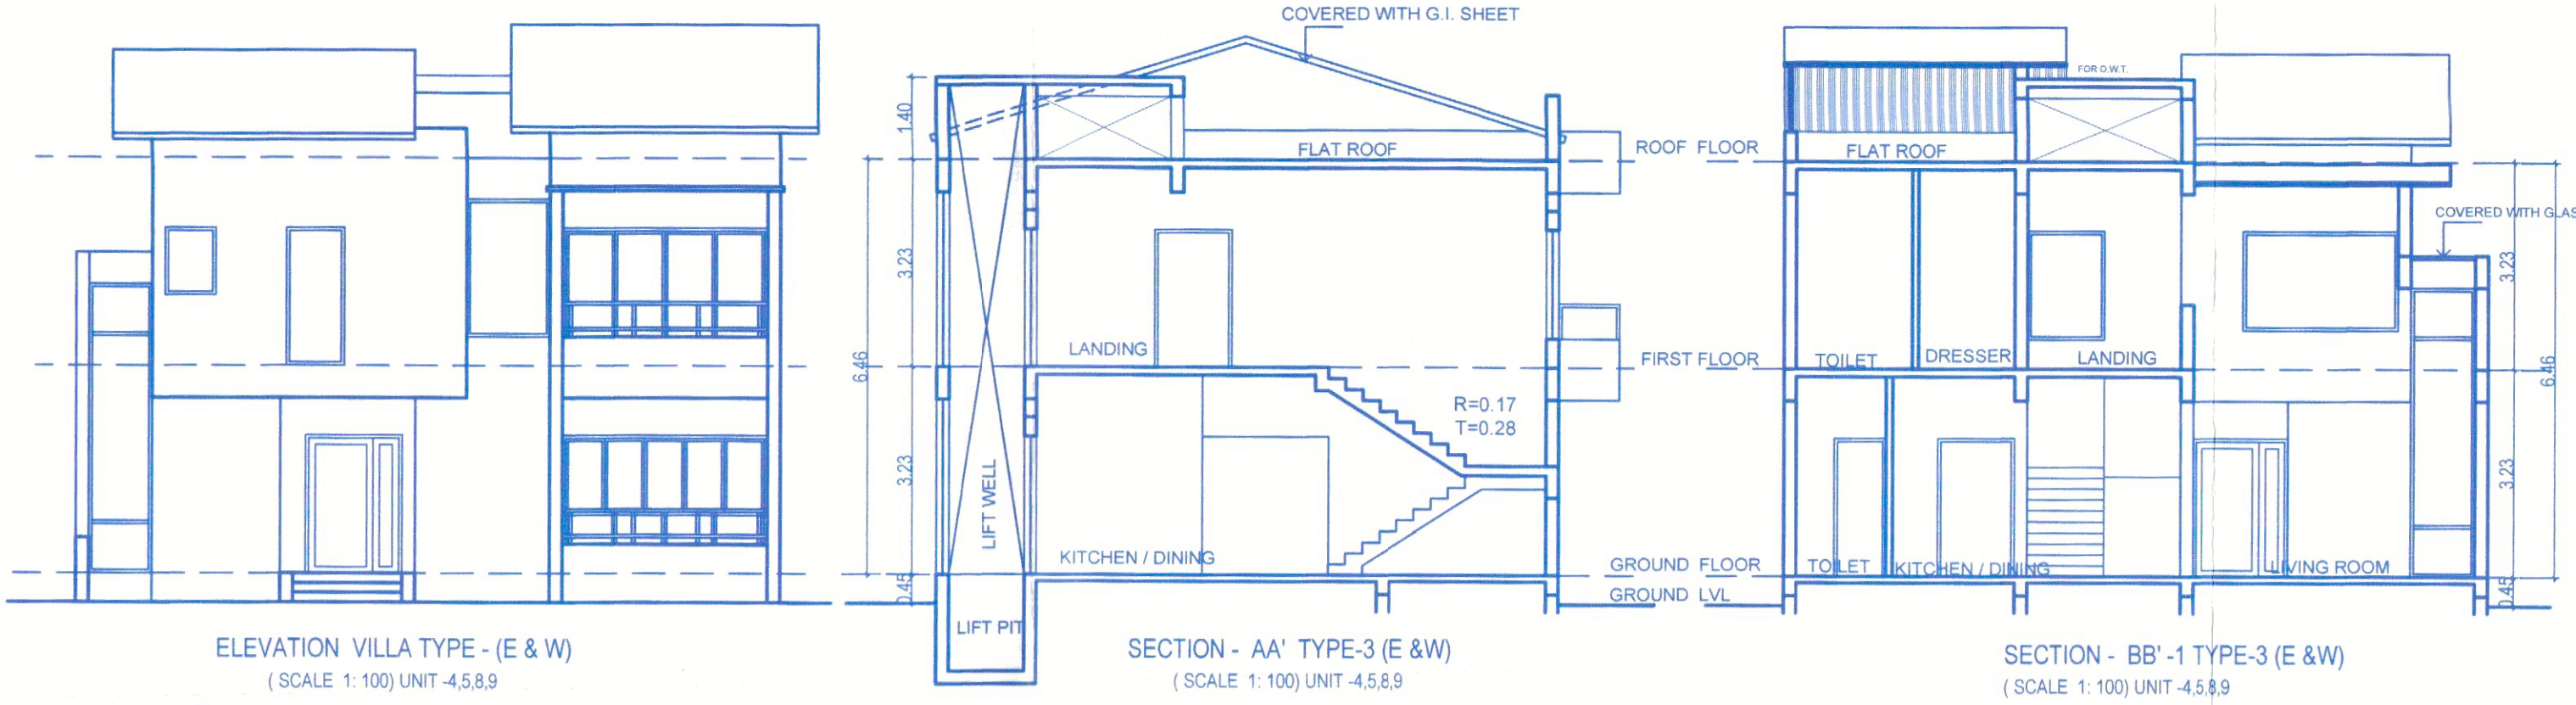 COVERED WITH G.I. SHEET
1.40
FLAT ROOF
3.23
6.46
LANDING
R=0.17
T=0.28
3.23
LIFT WELL
KITCHEN / DINING
0.45
LIFT PIT
ROOF FLOOR
FIRST FLOOR
GROUND FLOOR
GROUND LVL
FOR O.W.T.
FLAT ROOF
COVERED WITH GLAS
3.23
6.46
TOILET
DRESSER
LANDING
3.23
TOILET
KITCHEN / DINING
LIVING ROOM
0.45
ELEVATION VILLA TYPE - (E & W)
( SCALE 1: 100) UNIT -4,5,8,9
SECTION - AA' TYPE-3 (E &W)
( SCALE 1: 100) UNIT -4,5,8,9
SECTION - BB' -1 TYPE-3 (E &W)
( SCALE 1: 100) UNIT -4,5,8,9